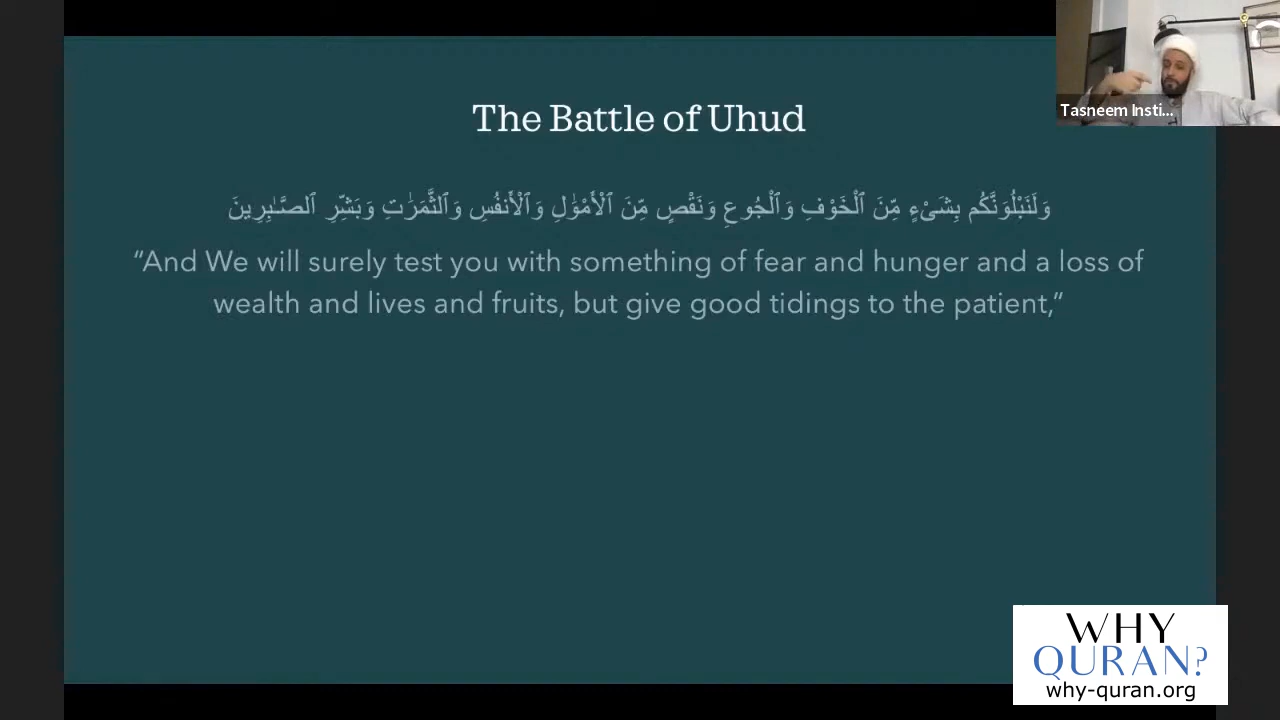 The Battle of Uhud
Tasneem Insti...
وَلَنَبْلُوَنَّكُم بِشَىْءٍ مِّنَ ٱلْخَوْفِ وَٱلْجُوعِ وَنَقْصٍ مِّنَ ٱلْأَمْوَٰلِ وَٱلْأَنفُسِ وَٱلثَّمَرَٰتِ وَبَشِّرِ ٱلصَّـٰبِرِينَ
“And We will surely test you with something of fear and hunger and a loss of
wealth and lives and fruits, but give good tidings to the patient,”
WHY
QURAN?
why-quran.org